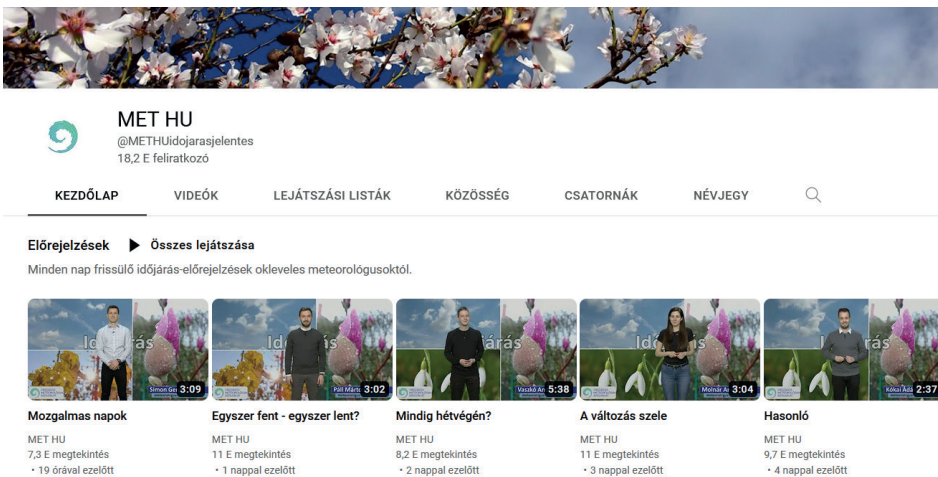 MET HU
@METHUidojarasjelentes
18,2 E feliratkozó
KEZDŐLAP VIDEÓK LEJÁTSZÁSI LISTÁK KÖZÖSSÉG CSATORNÁK NÉVJEGY
Előrejelzések Összes lejátszása
Minden nap frissülő időjárás-előrejelzések okleveles meteorológusoktól.
3:09 3:02 5:38 3:04 2:37
Mozgalmas napok Egyszer fent - egyszer lent? Mindig hétvégén? A változás szele Hasonló
MET HU MET HU MET HU MET HU MET HU
7,3 E megtekintés 11 E megtekintés 8,2 E megtekintés 11 E megtekintés 9,7 E megtekintés
• 19 órával ezelőtt • 1 nappal ezelőtt • 2 nappal ezelőtt • 3 nappal ezelőtt • 4 nappal ezelőtt